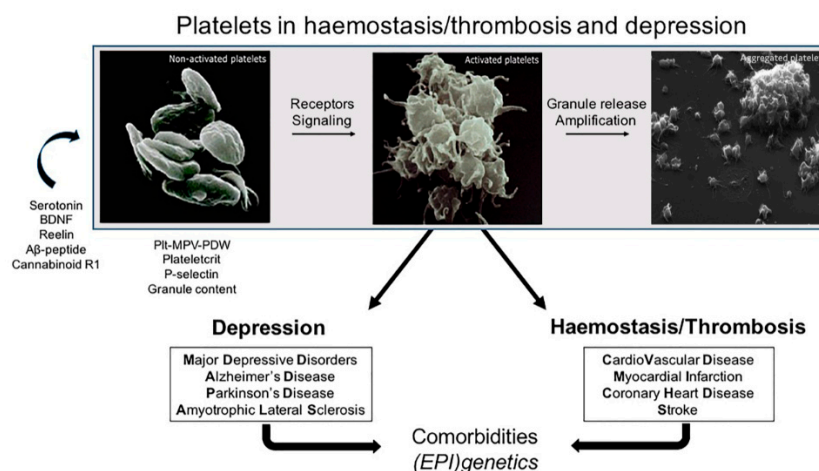 Platelets in haemostasis/thrombosis and depression
Non-activated platelets
Receptors
Signaling
Activated platelets
Granule release
Amplification
Aggregated platelet
Serotonin
BDNF
Reelin
Aβ-peptide
Cannabinoid R1
Plt-MPV-PDW
Plateletcrit
P-selectin
Granule content
Depression
Major Depressive Disorders
Alzheimer's Disease
Parkinson's Disease
Amyotrophic Lateral Sclerosis
Haemostasis/Thrombosis
CardioVascular Disease
Myocardial Infarction
Coronary Heart Disease
Stroke
Comorbidities
(EPI)genetics